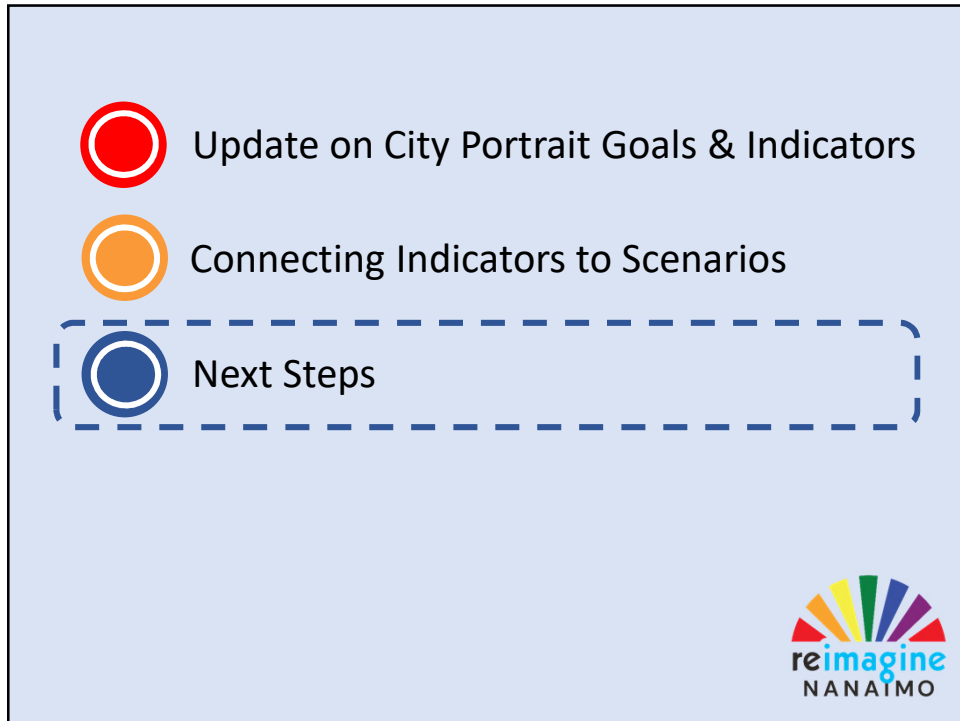 Update on City Portrait Goals & Indicators
Connecting Indicators to Scenarios
Next Steps
reimagine
NANAIMO